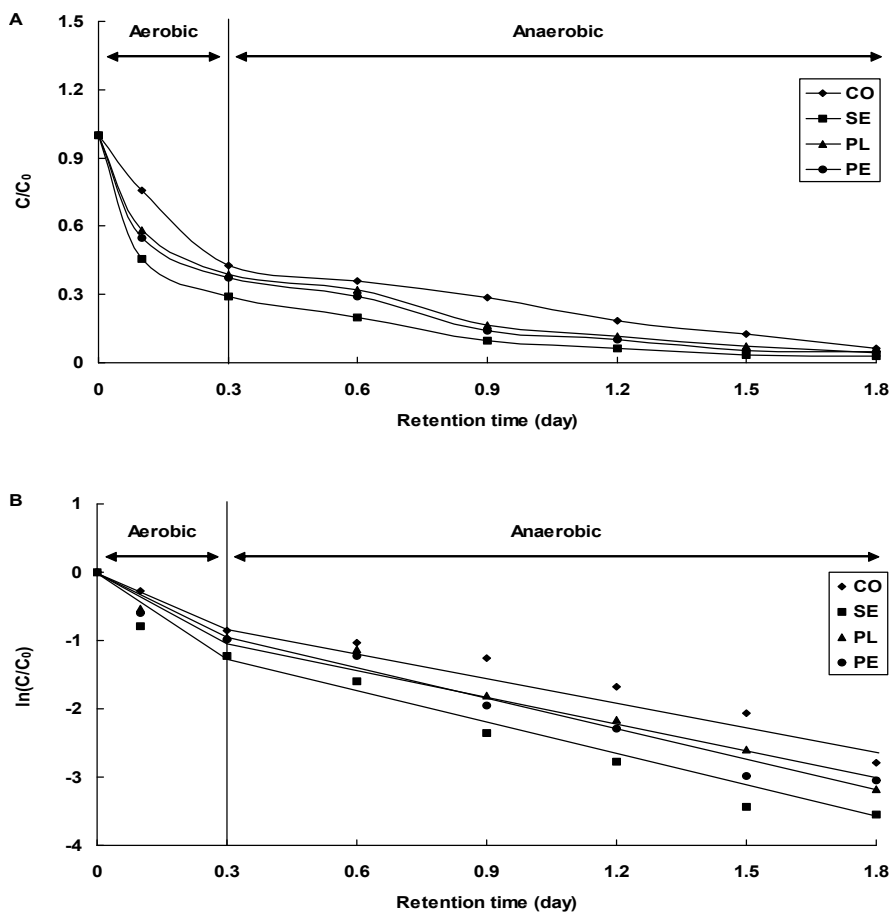 A
Aerobic
Anaerobic
1.5
1.2
0.9
0.6
0.3
0
C/C₀
CO
SE
PL
PE
0 0.3 0.6 0.9 1.2 1.5 1.8
Retention time (day)
B
Aerobic
Anaerobic
1
0
-1
-2
-3
-4
ln(C/C₀)
CO
SE
PL
PE
0 0.3 0.6 0.9 1.2 1.5 1.8
Retention time (day)